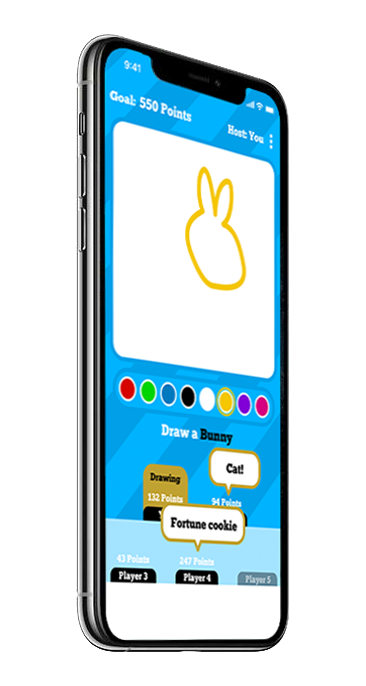 9:41
Goal: 550 Points
Host: You
Draw a Bunny
Cat!
Drawing
132 Points
94 Points
Fortune cookie
43 Points
247 Points
Player 3
Player 4
Player 5